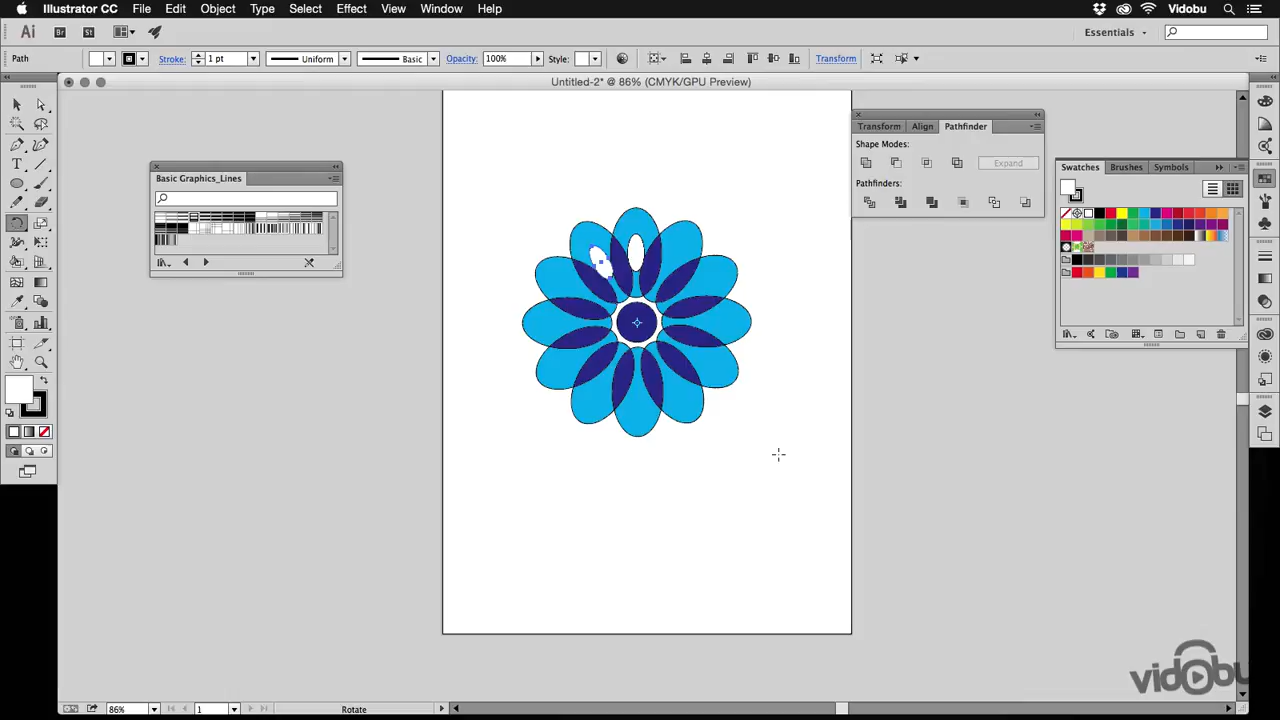 Illustrator CC File Edit Object Type Select Effect View Window Help Vidobu
Ai Br St Essentials
Path Stroke: 1 pt Uniform Basic Opacity: 100% Style: Transform
Untitled-2* @ 86% (CMYK/GPU Preview)
Transform Align Pathfinder
Shape Modes:
Expand
Pathfinders:
Basic Graphics_Lines
Swatches Brushes Symbols
T
vidobu
86% 1 Rotate